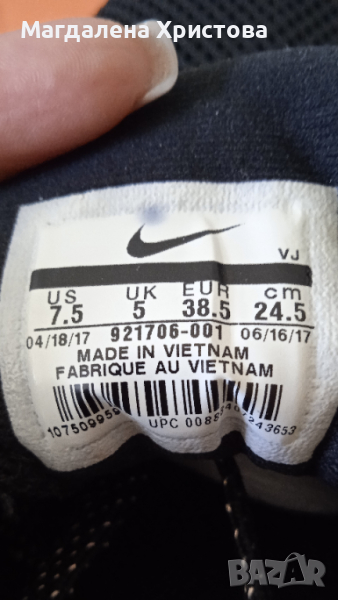 Магдалена Христова
VJ
US UK EUR cm
7.5 5 38.5 24.5
04/18/17 921706-001 06/16/17
MADE IN VIETNAM
FABRIQUE AU VIETNAM
UPC
BAZAR